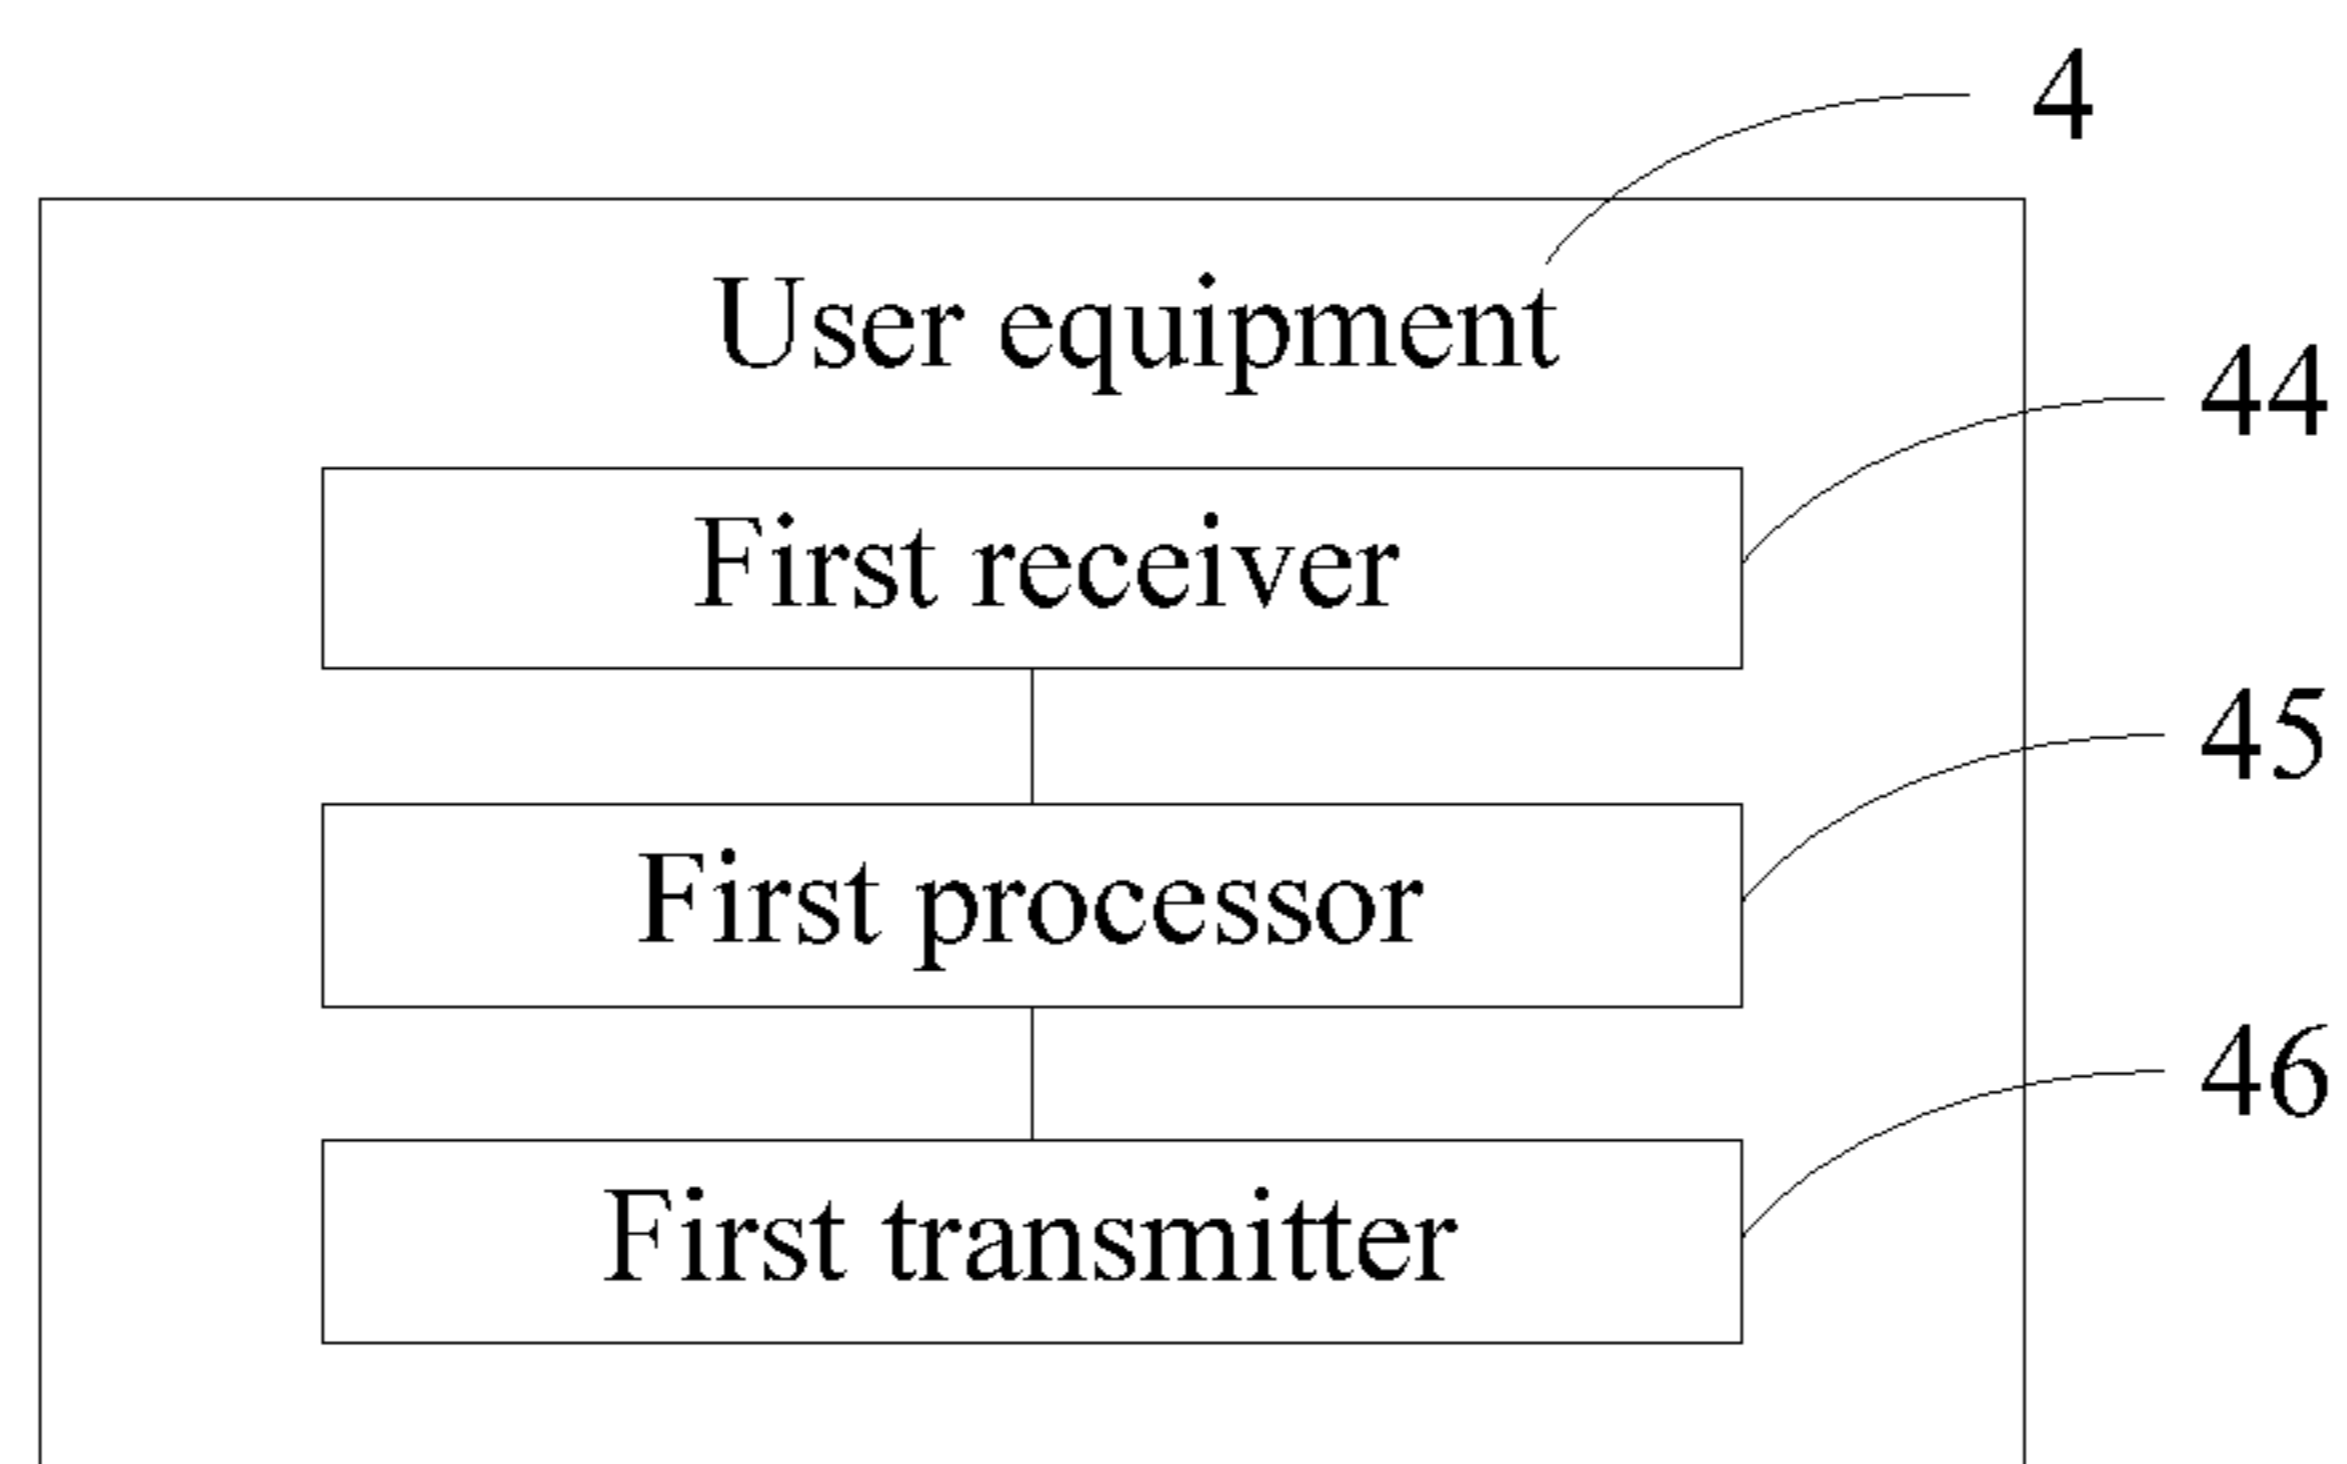 4
User equipment
44
First receiver
45
First processor
46
First transmitter